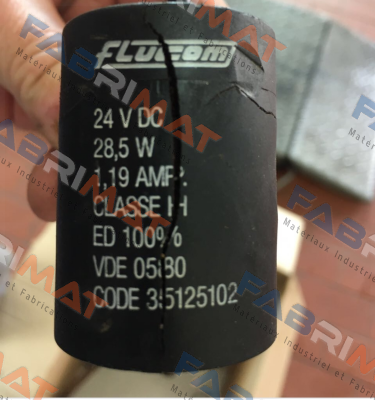 FLUCOM
24 V DC
28,5 W
1,19 AMP.
CLASSE H
ED 100%
VDE 0580
CODE 35125102
FABRIMAT
Matériaux Industriel et Fabrications